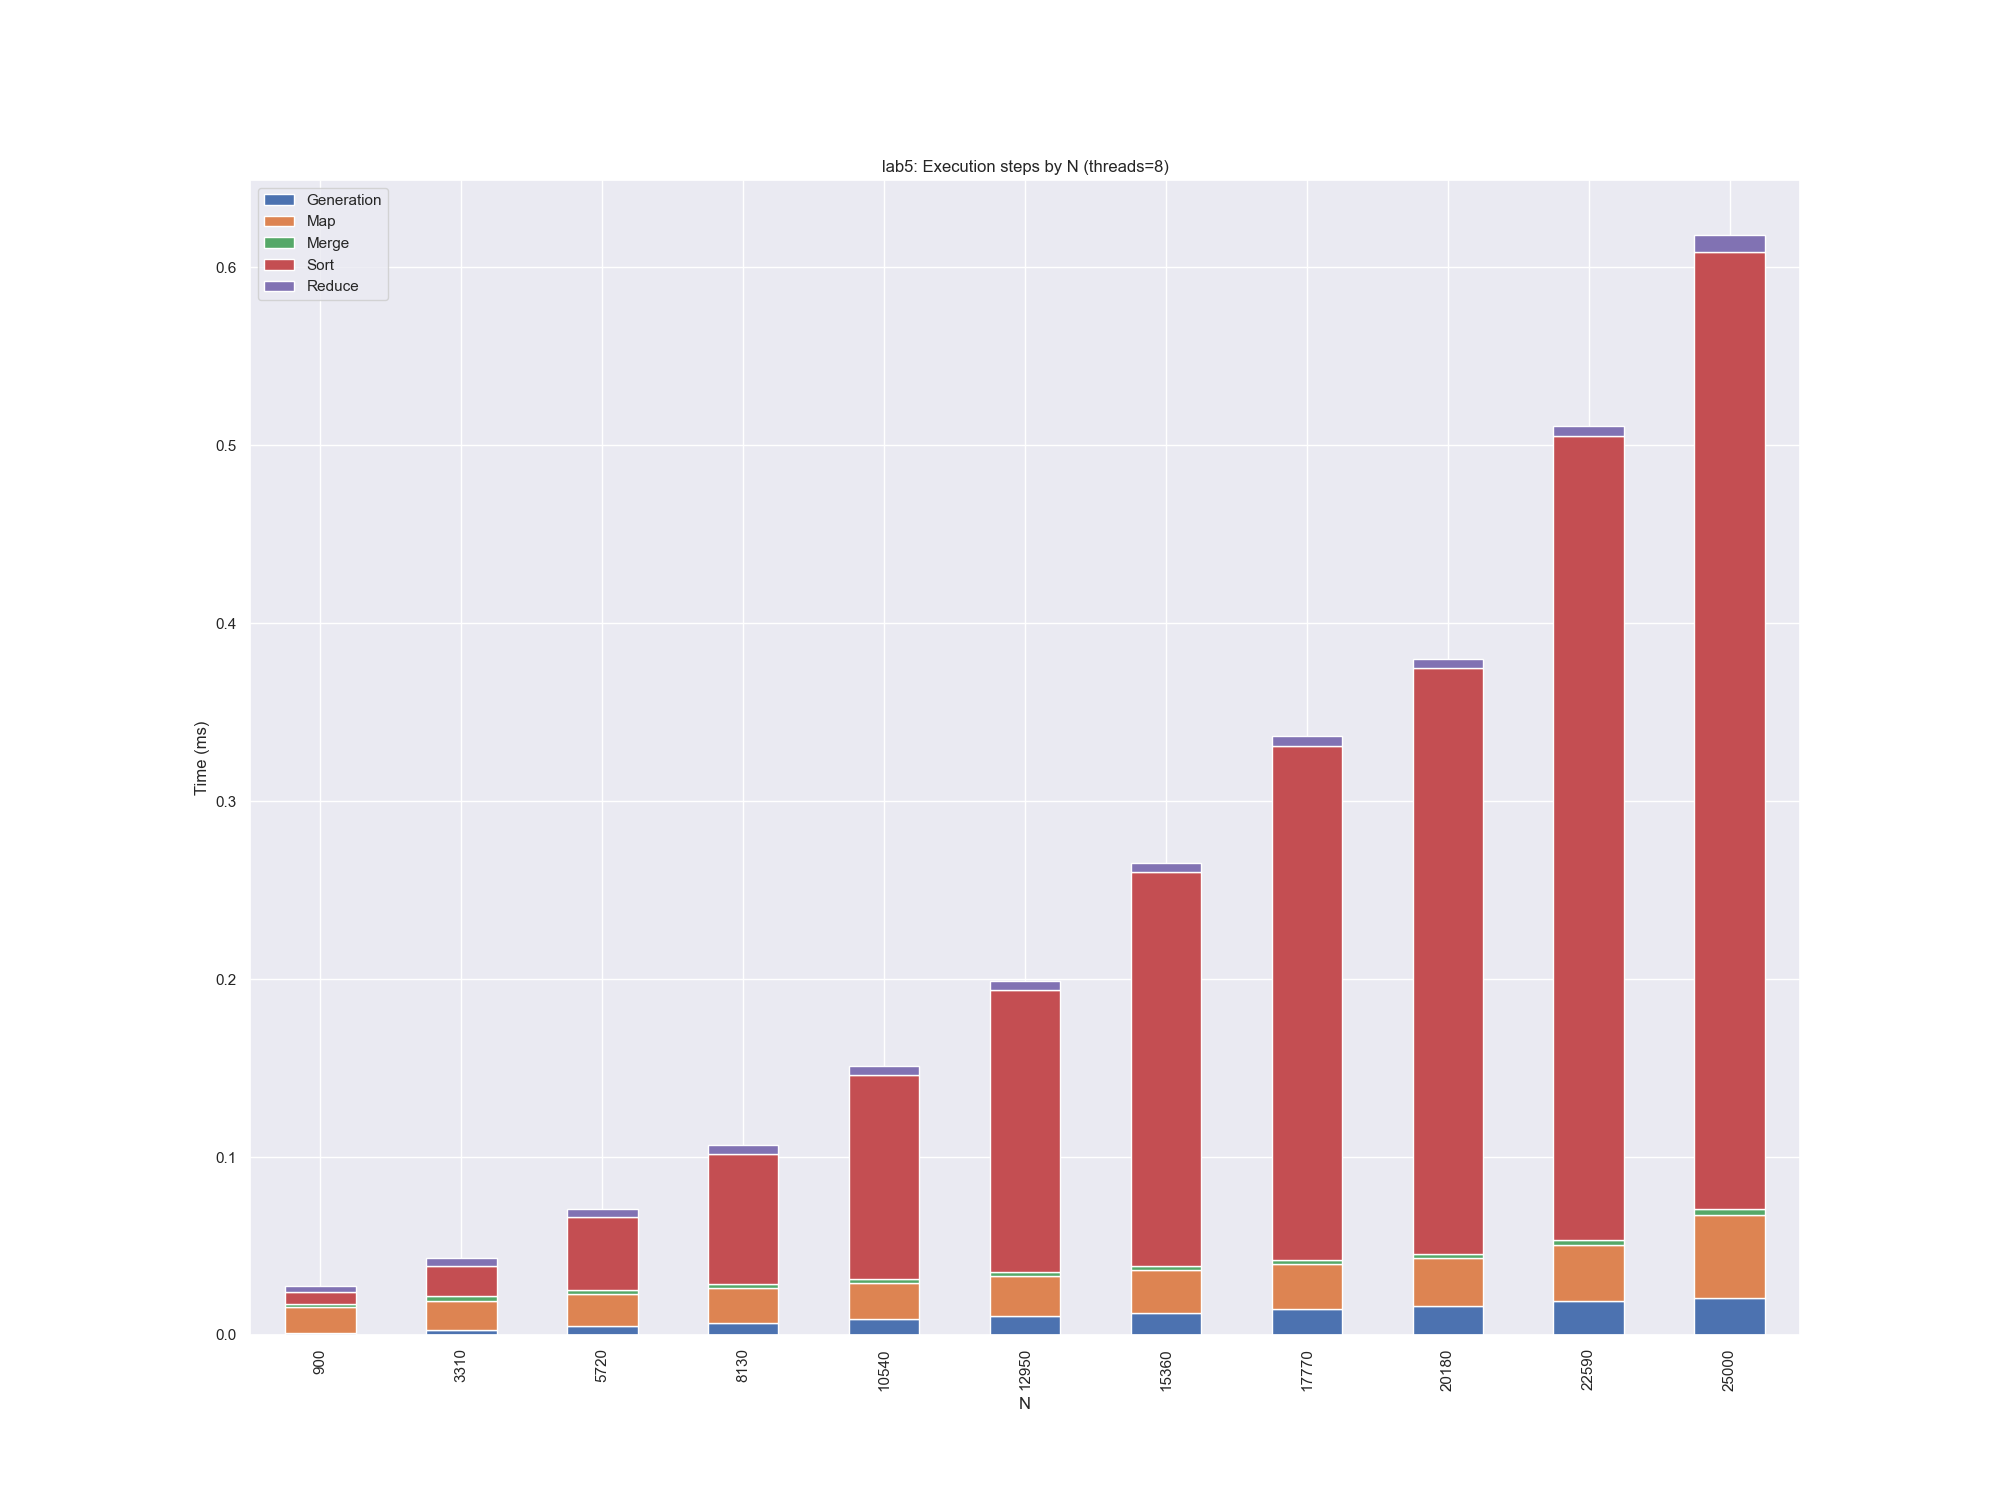 lab5: Execution steps by N (threads=8)
Generation
Map
Merge
Sort
Reduce
0.6
0.5
0.4
0.3
0.2
0.1
0.0
Time (ms)
900
3310
5720
8130
10540
12950
15360
17770
20180
22590
25000
N